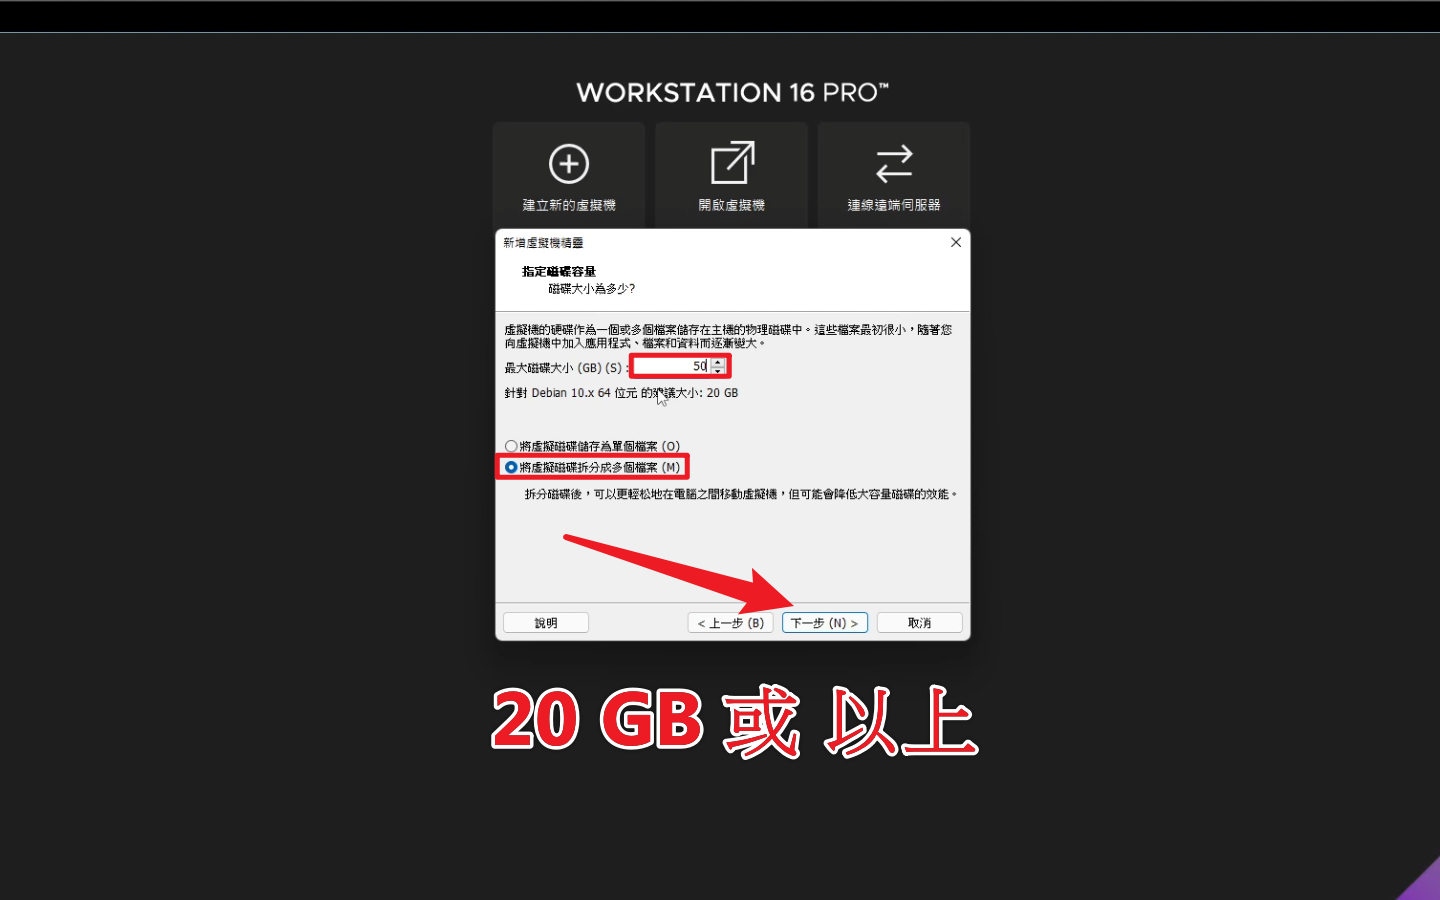 WORKSTATION 16 PRO™
建立新的虛擬機
開啟虛擬機
連線遠端伺服器
新增虛擬機精靈
指定磁碟容量
磁碟大小為多少?
虛擬機的硬碟作為一個或多個檔案儲存在主機的物理磁碟中。這些檔案最初很小，隨著您
向虛擬機中加入應用程式、檔案和資料而逐漸變大。
最大磁碟大小 (GB) (S) : 50
針對 Debian 10.x 64 位元 的建議大小: 20 GB
將虛擬磁碟儲存為單個檔案 (O)
將虛擬磁碟拆分成多個檔案 (M)
拆分磁碟後，可以更輕松地在電腦之間移動虛擬機，但可能會降低大容量磁碟的效能。
說明
< 上一步 (B)
下一步 (N) >
取消
20 GB 或 以上